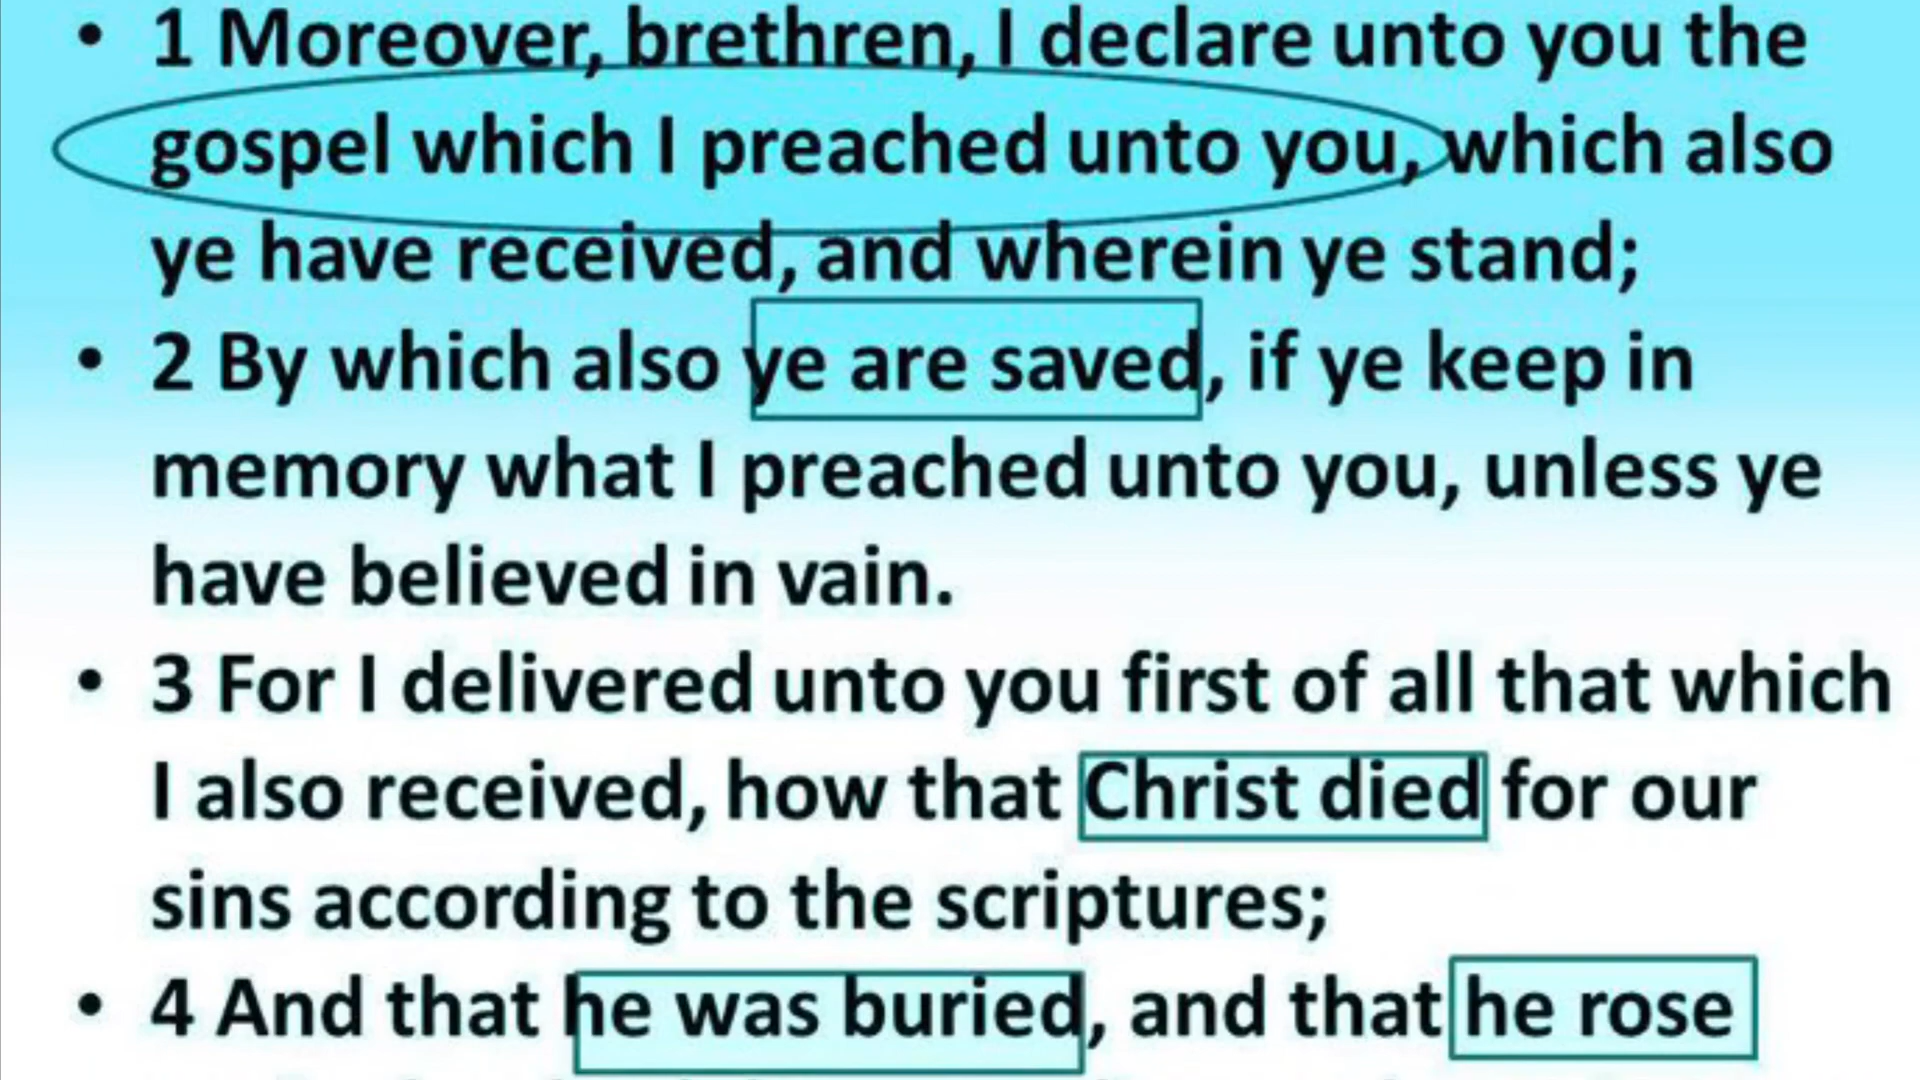 • 1 Moreover, brethren, I declare unto you the
gospel which I preached unto you, which also
ye have received, and wherein ye stand;
• 2 By which also ye are saved, if ye keep in
memory what I preached unto you, unless ye
have believed in vain.
• 3 For I delivered unto you first of all that which
I also received, how that Christ died for our
sins according to the scriptures;
• 4 And that he was buried, and that he rose